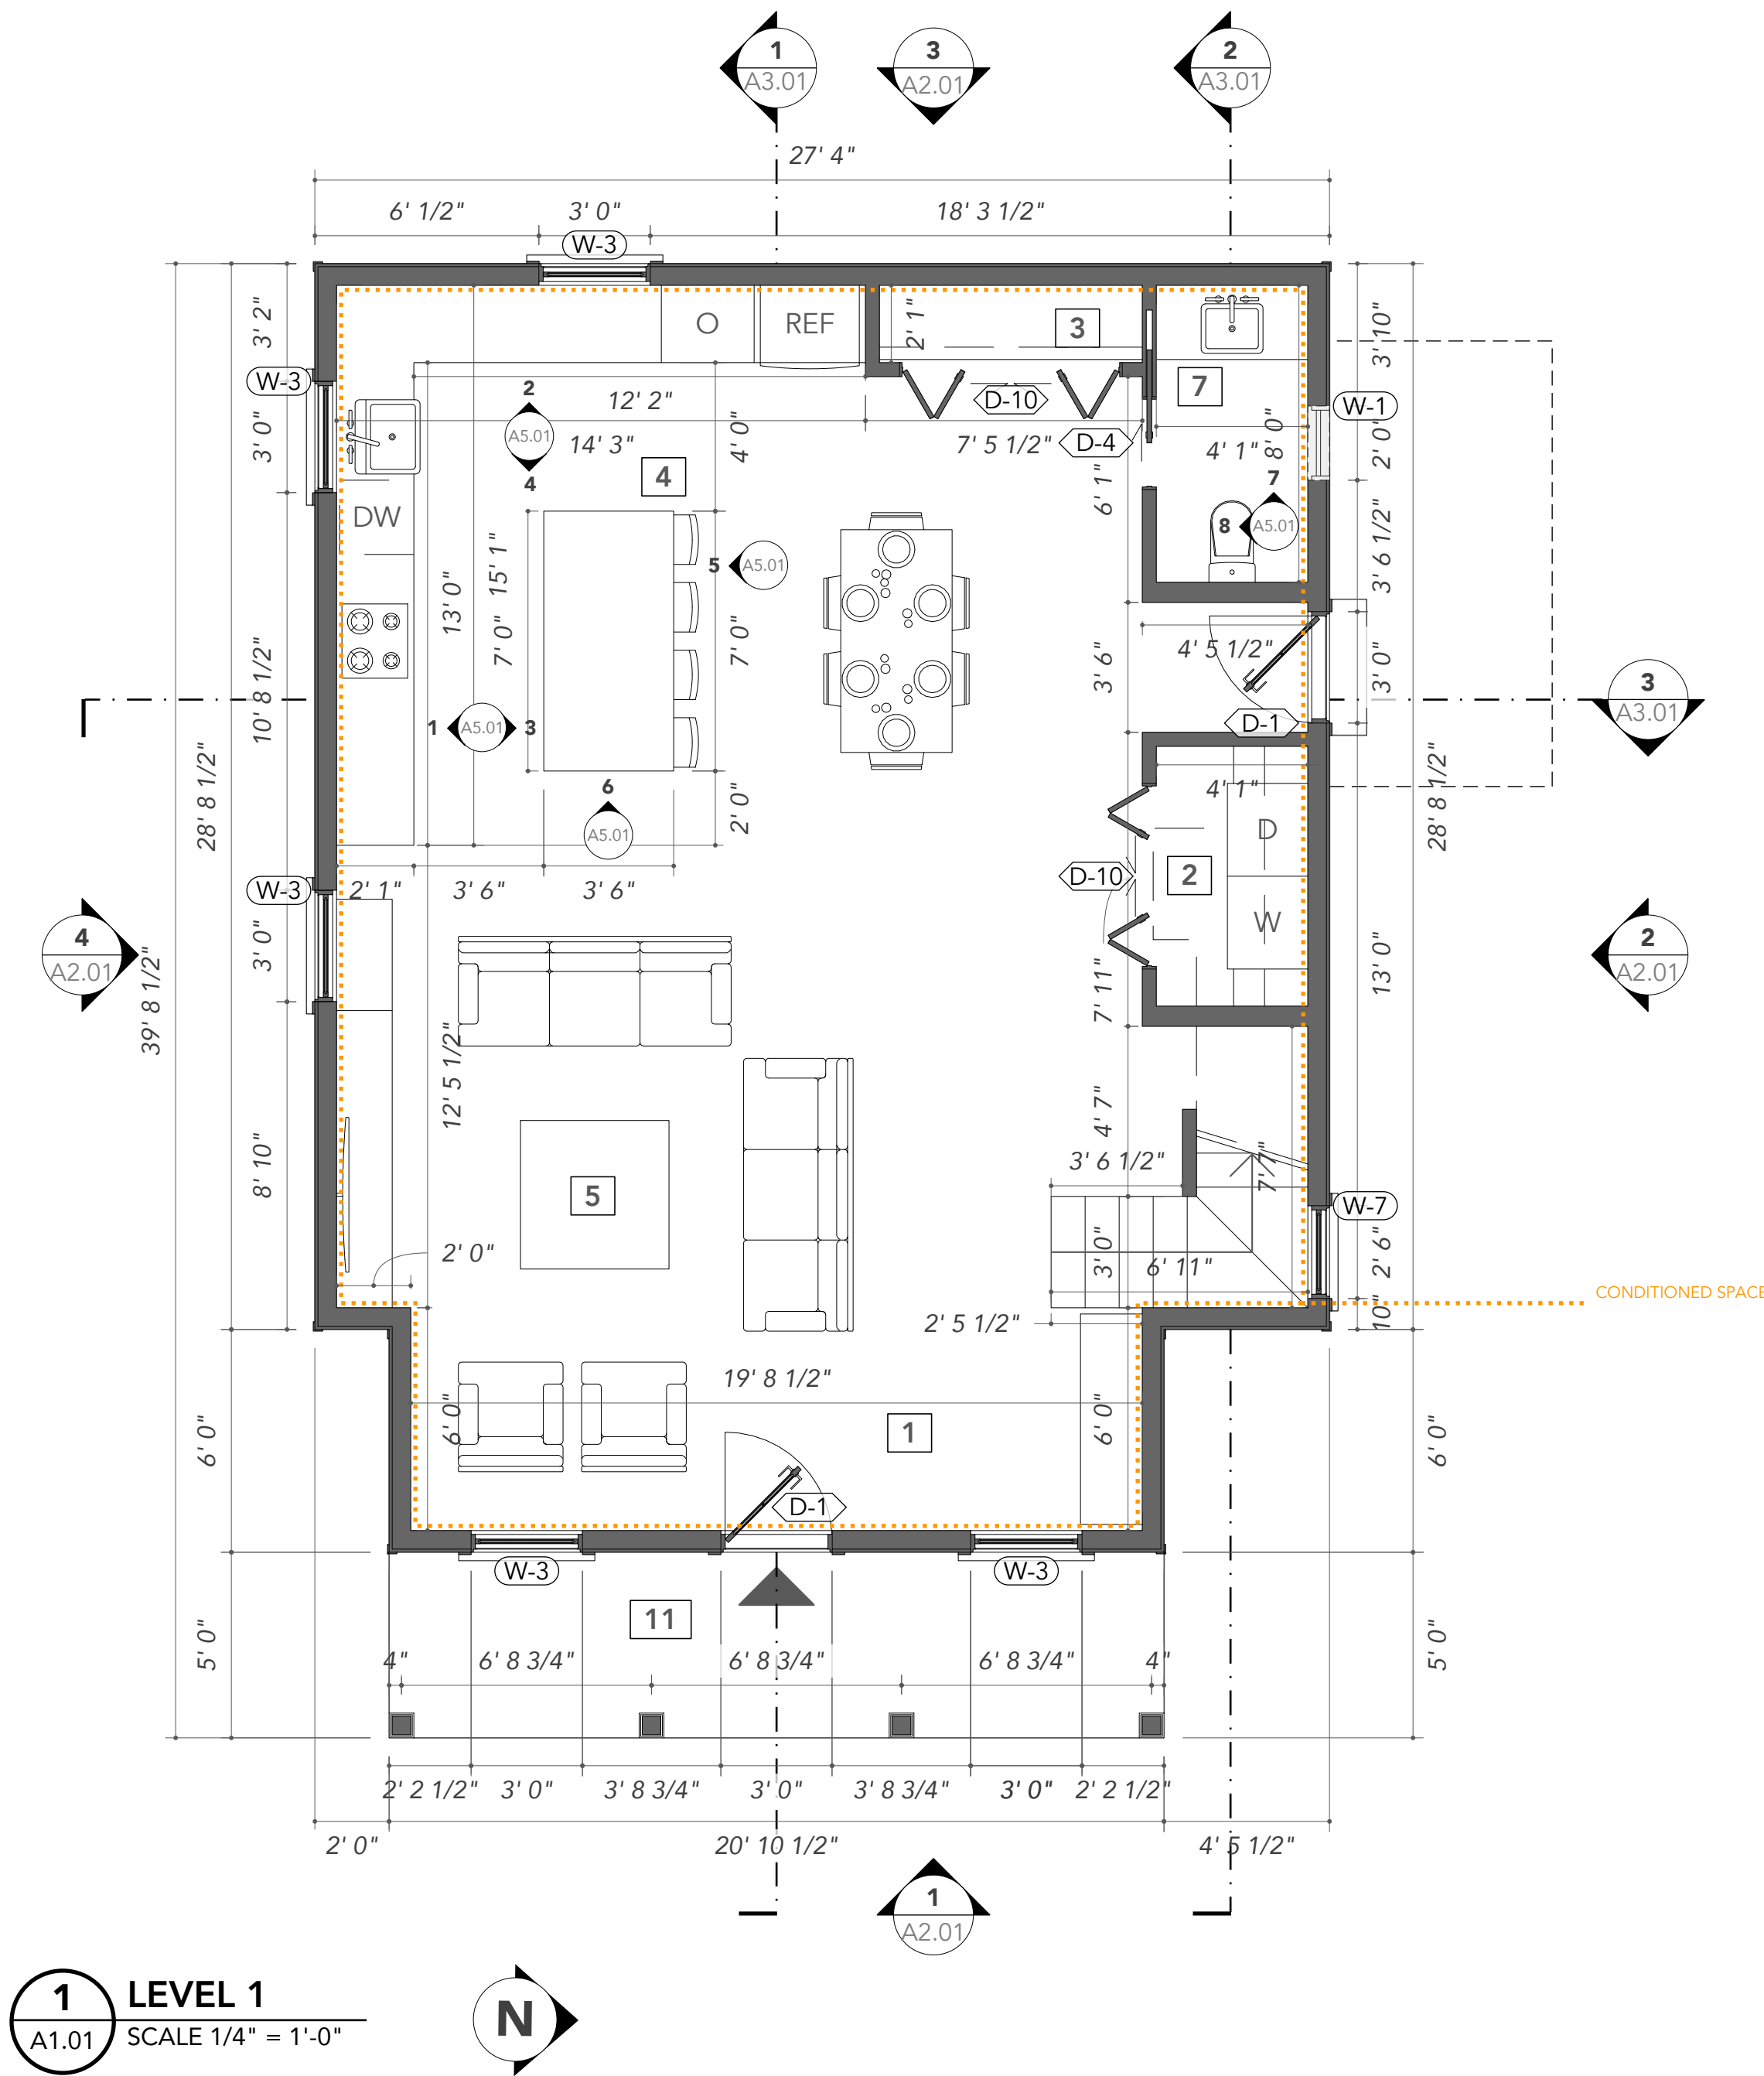 1
A3.01
3
A2.01
2
A3.01
27' 4"
6' 1/2"
3' 0"
18' 3 1/2"
W-3
3' 2"
O
REF
2' 1"
3
3' 10"
W-3
12' 2"
2
A5.01
4
D-10
7
W-1
14' 3"
4
4' 0"
7' 5 1/2"
D-4
4' 1"
8' 0"
3' 0"
2' 0"
DW
6' 1"
7
8
A5.01
3' 6 1/2"
5
A5.01
13' 0"
15' 1"
7' 0"
7' 0"
4' 5 1/2"
3' 6"
3' 0"
10' 8 1/2"
1
A5.01
3
D-1
3
A3.01
28' 8 1/2"
6
A5.01
2' 0"
4' 1"
28' 8 1/2"
D
W-3
2' 1"
3' 6"
3' 6"
D-10
2
W
4
A2.01
3' 0"
39' 8 1/2"
7' 11"
13' 0"
2
A2.01
12' 5 1/2"
4' 7"
8' 10"
3' 6 1/2"
7' 7"
5
W-7
2' 0"
3' 0"
6' 11"
2' 6"
CONDITIONED SPACE
10"
2' 5 1/2"
19' 8 1/2"
6' 0"
6' 0"
1
6' 0"
6' 0"
D-1
W-3
W-3
11
5' 0"
5' 0"
4"
6' 8 3/4"
6' 8 3/4"
6' 8 3/4"
4"
2' 2 1/2"
3' 0"
3' 8 3/4"
3' 0"
3' 8 3/4"
3' 0"
2' 2 1/2"
2' 0"
20' 10 1/2"
4' 5 1/2"
1
A2.01
1
A1.01
LEVEL 1
SCALE 1/4" = 1'-0"
N